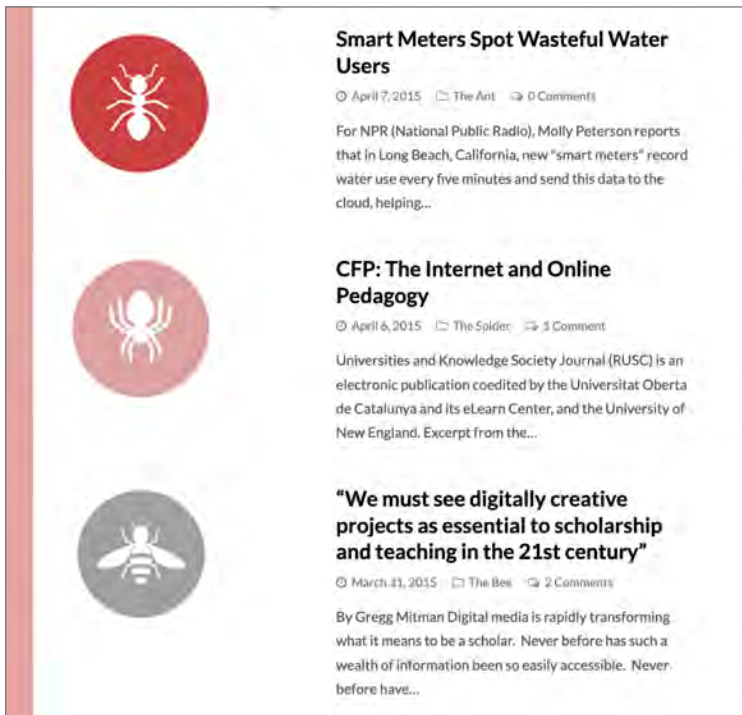 Smart Meters Spot Wasteful Water
Users
April 7, 2015 The Ant 0 Comments
For NPR (National Public Radio), Molly Peterson reports
that in Long Beach, California, new "smart meters" record
water use every five minutes and send this data to the
cloud, helping...
CFP: The Internet and Online
Pedagogy
April 6, 2015 The Spider 1 Comment
Universities and Knowledge Society Journal (RUSC) is an
electronic publication coedited by the Universitat Oberta
de Catalunya and its eLearn Center, and the University of
New England. Excerpt from the...
“We must see digitally creative
projects as essential to scholarship
and teaching in the 21st century”
March 31, 2015 The Bee 2 Comments
By Gregg Mitman Digital media is rapidly transforming
what it means to be a scholar. Never before has such a
wealth of information been so easily accessible. Never
before have...